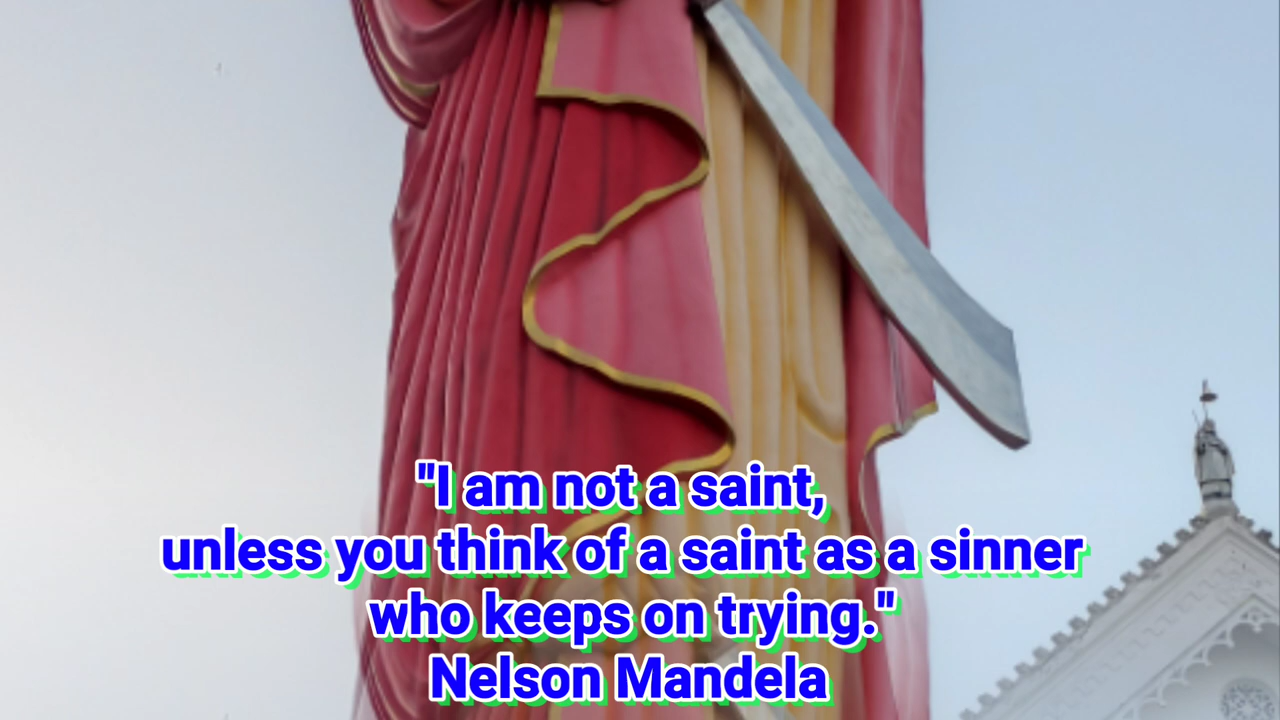 "I am not a saint,
unless you think of a saint as a sinner
who keeps on trying."
Nelson Mandela